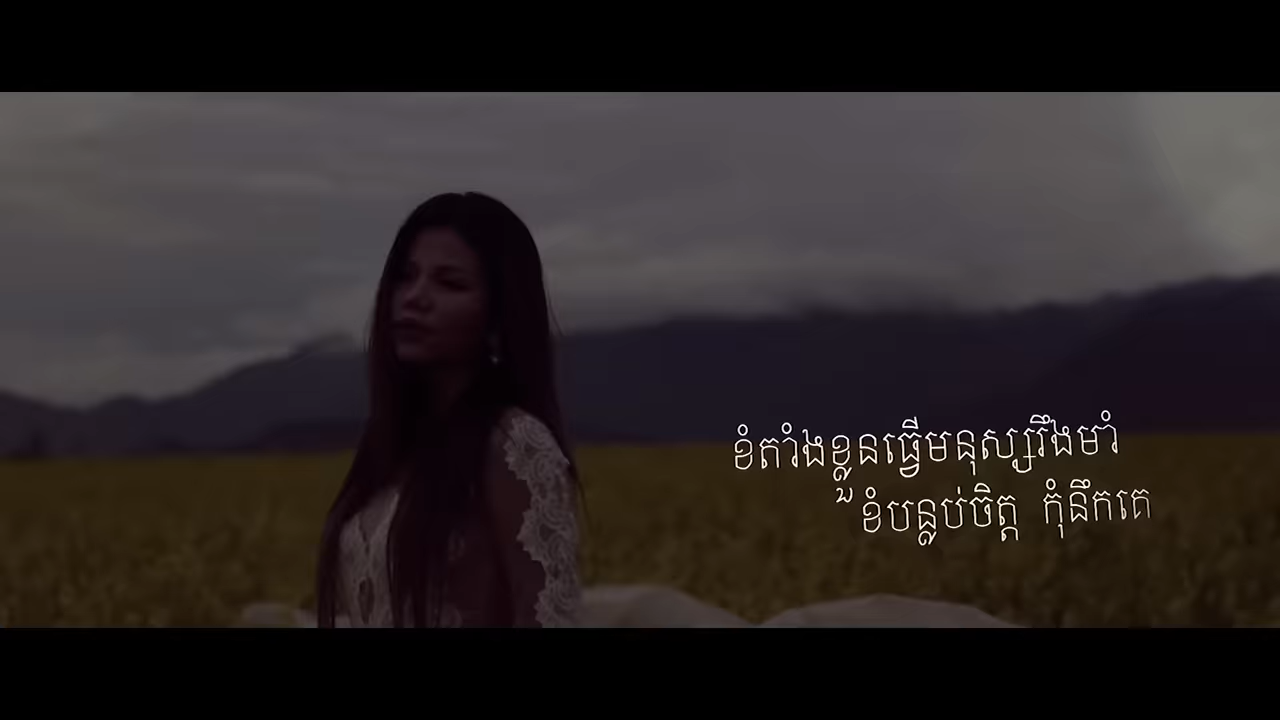 ខំតាំងខ្លួនធ្វើមនុស្សរឹងមាំ
ខំបន្លប់ចិត្ត កុំនឹកគេ